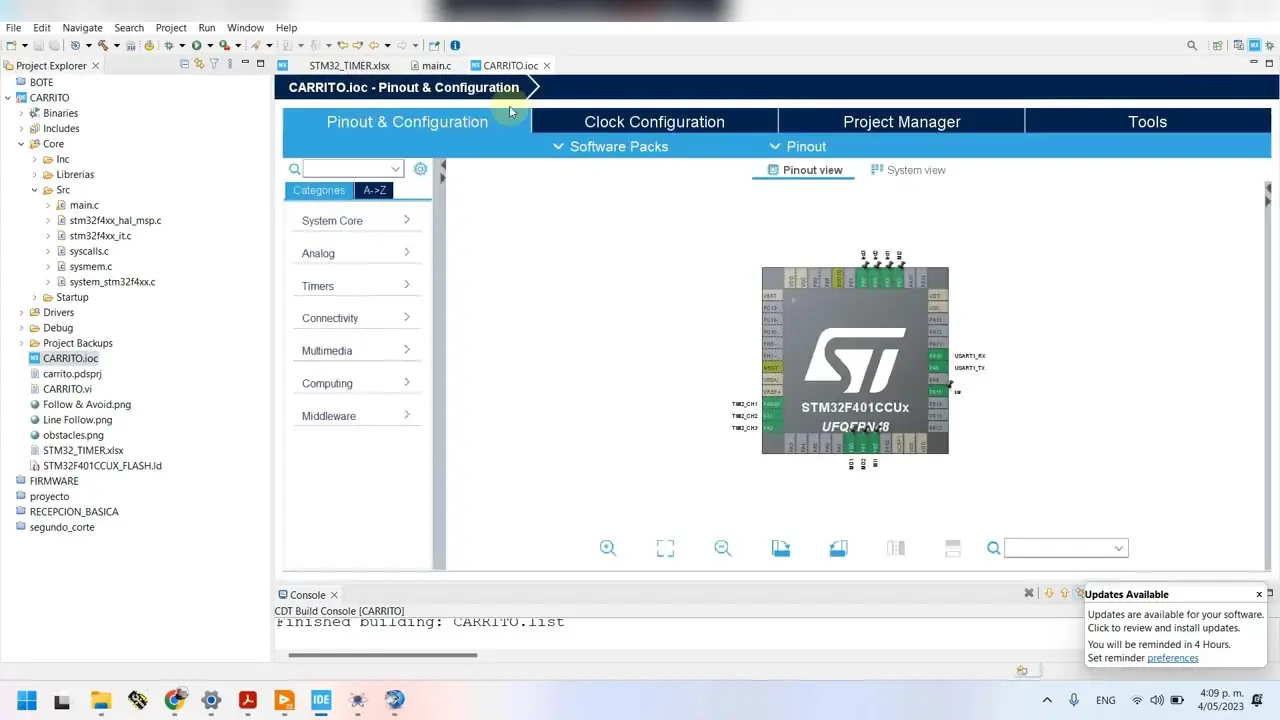 File Edit Navigate Search Project Run Window Help
Project Explorer
STM32_TIMER.xlsx main.c CARRITO.ioc
BOTE
CARRITO
Binaries
Includes
Core
Inc
Librerias
Src
main.c
stm32f4xx_hal_msp.c
stm32f4xx_it.c
syscalls.c
sysmem.c
system_stm32f4xx.c
Startup
Drivers
Debug
Project Backups
CARRITO.ioc
carrito.pdsprj
CARRITO.vi
Follow & Avoid.png
Line Follow.png
obstacles.png
STM32_TIMER.xlsx
STM32F401CCUX_FLASH.ld
FIRMWARE
proyecto
RECEPCION_BASICA
segundo_corte
CARRITO.ioc - Pinout & Configuration
Pinout & Configuration Clock Configuration Project Manager Tools
Software Packs Pinout
Pinout view System view
Categories A->Z
System Core
Analog
Timers
Connectivity
Multimedia
Computing
Middleware
USART1_RX
USART1_TX
TIM2_CH1
TIM2_CH2
TIM2_CH3
STM32F401CCUx
UFQFPN48
Console
CDT Build Console [CARRITO]
Finished building: CARRITO.list
Updates Available
Updates are available for your software.
Click to review and install updates.
You will be reminded in 4 Hours.
Set reminder preferences
IDE
ENG
4:09 p. m.
4/05/2023